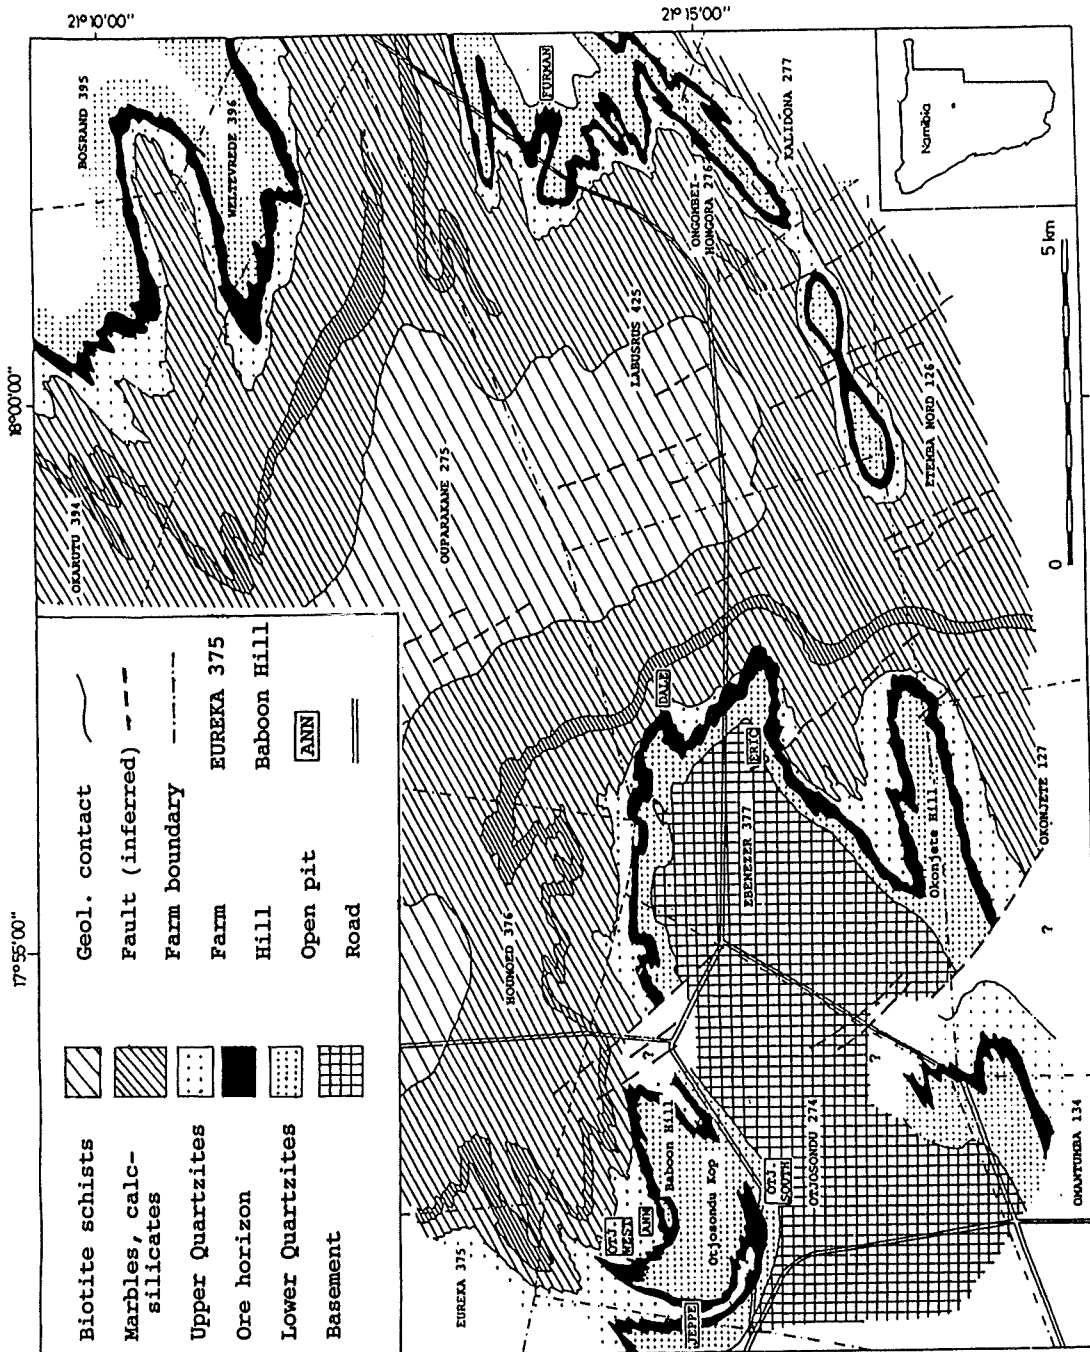 21°10'00"
21°15'00"
18°00'00"
17°55'00"
BOSRAND 395
WELTEVREDE 396
FURMAN
KALIDONA 277
Namibia
ONGOMBEI-
HONGORA 276
OKARUTU 394
OUPARAKANE 275
LABUSRUS 425
ETEMBA NORD 126
0
5 km
Biotite schists
Marbles, calc-
silicates
Upper Quartzites
Ore horizon
Lower Quartzites
Basement
Geol. contact
Fault (inferred)
Farm boundary
Farm
EUREKA 375
Hill
Baboon Hill
Open pit
ANN
Road
HOUMOED 376
DALE
ERIC
EBENEZER 377
Okonjete Hill
OKONJETE 127
?
?
?
EUREKA 375
OTJ.
WEST
ANN
Baboon Hill
Otjosondu Kop
OTJ.
SOUTH
OTJOSONDU 274
JEPPE
OMANTUMBA 134